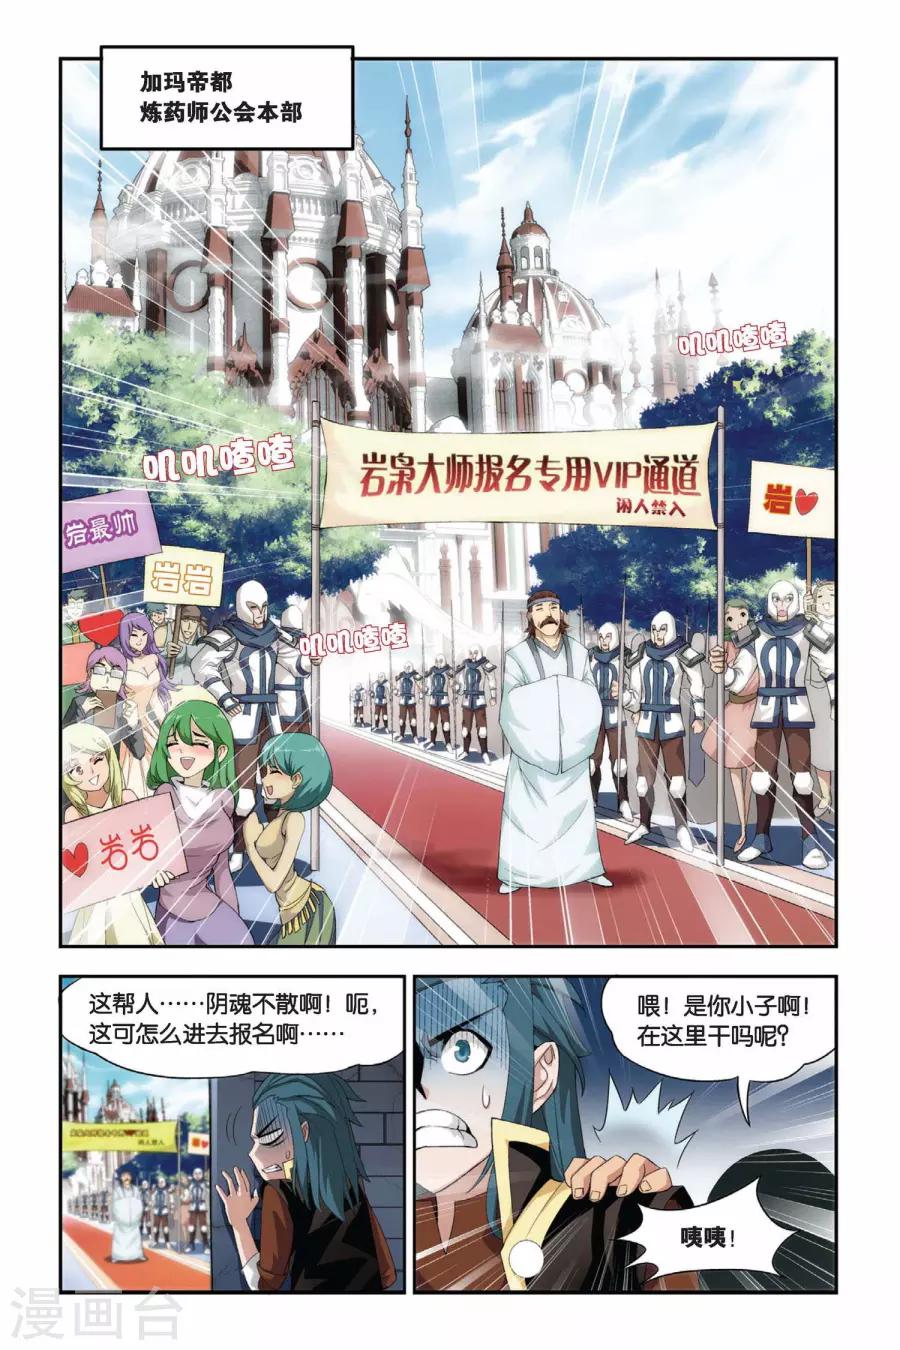 加玛帝都
炼药师公会本部
叽叽喳喳
叽叽喳喳
岩枭大师报名专用VIP通道
闲人禁入
岩❤
岩最帅
岩岩
叽叽喳喳
❤岩岩
这帮人……阴魂不散啊！呃，
这可怎么进去报名啊……
喂！是你小子啊！
在这里干吗呢？
咦咦！
漫画台